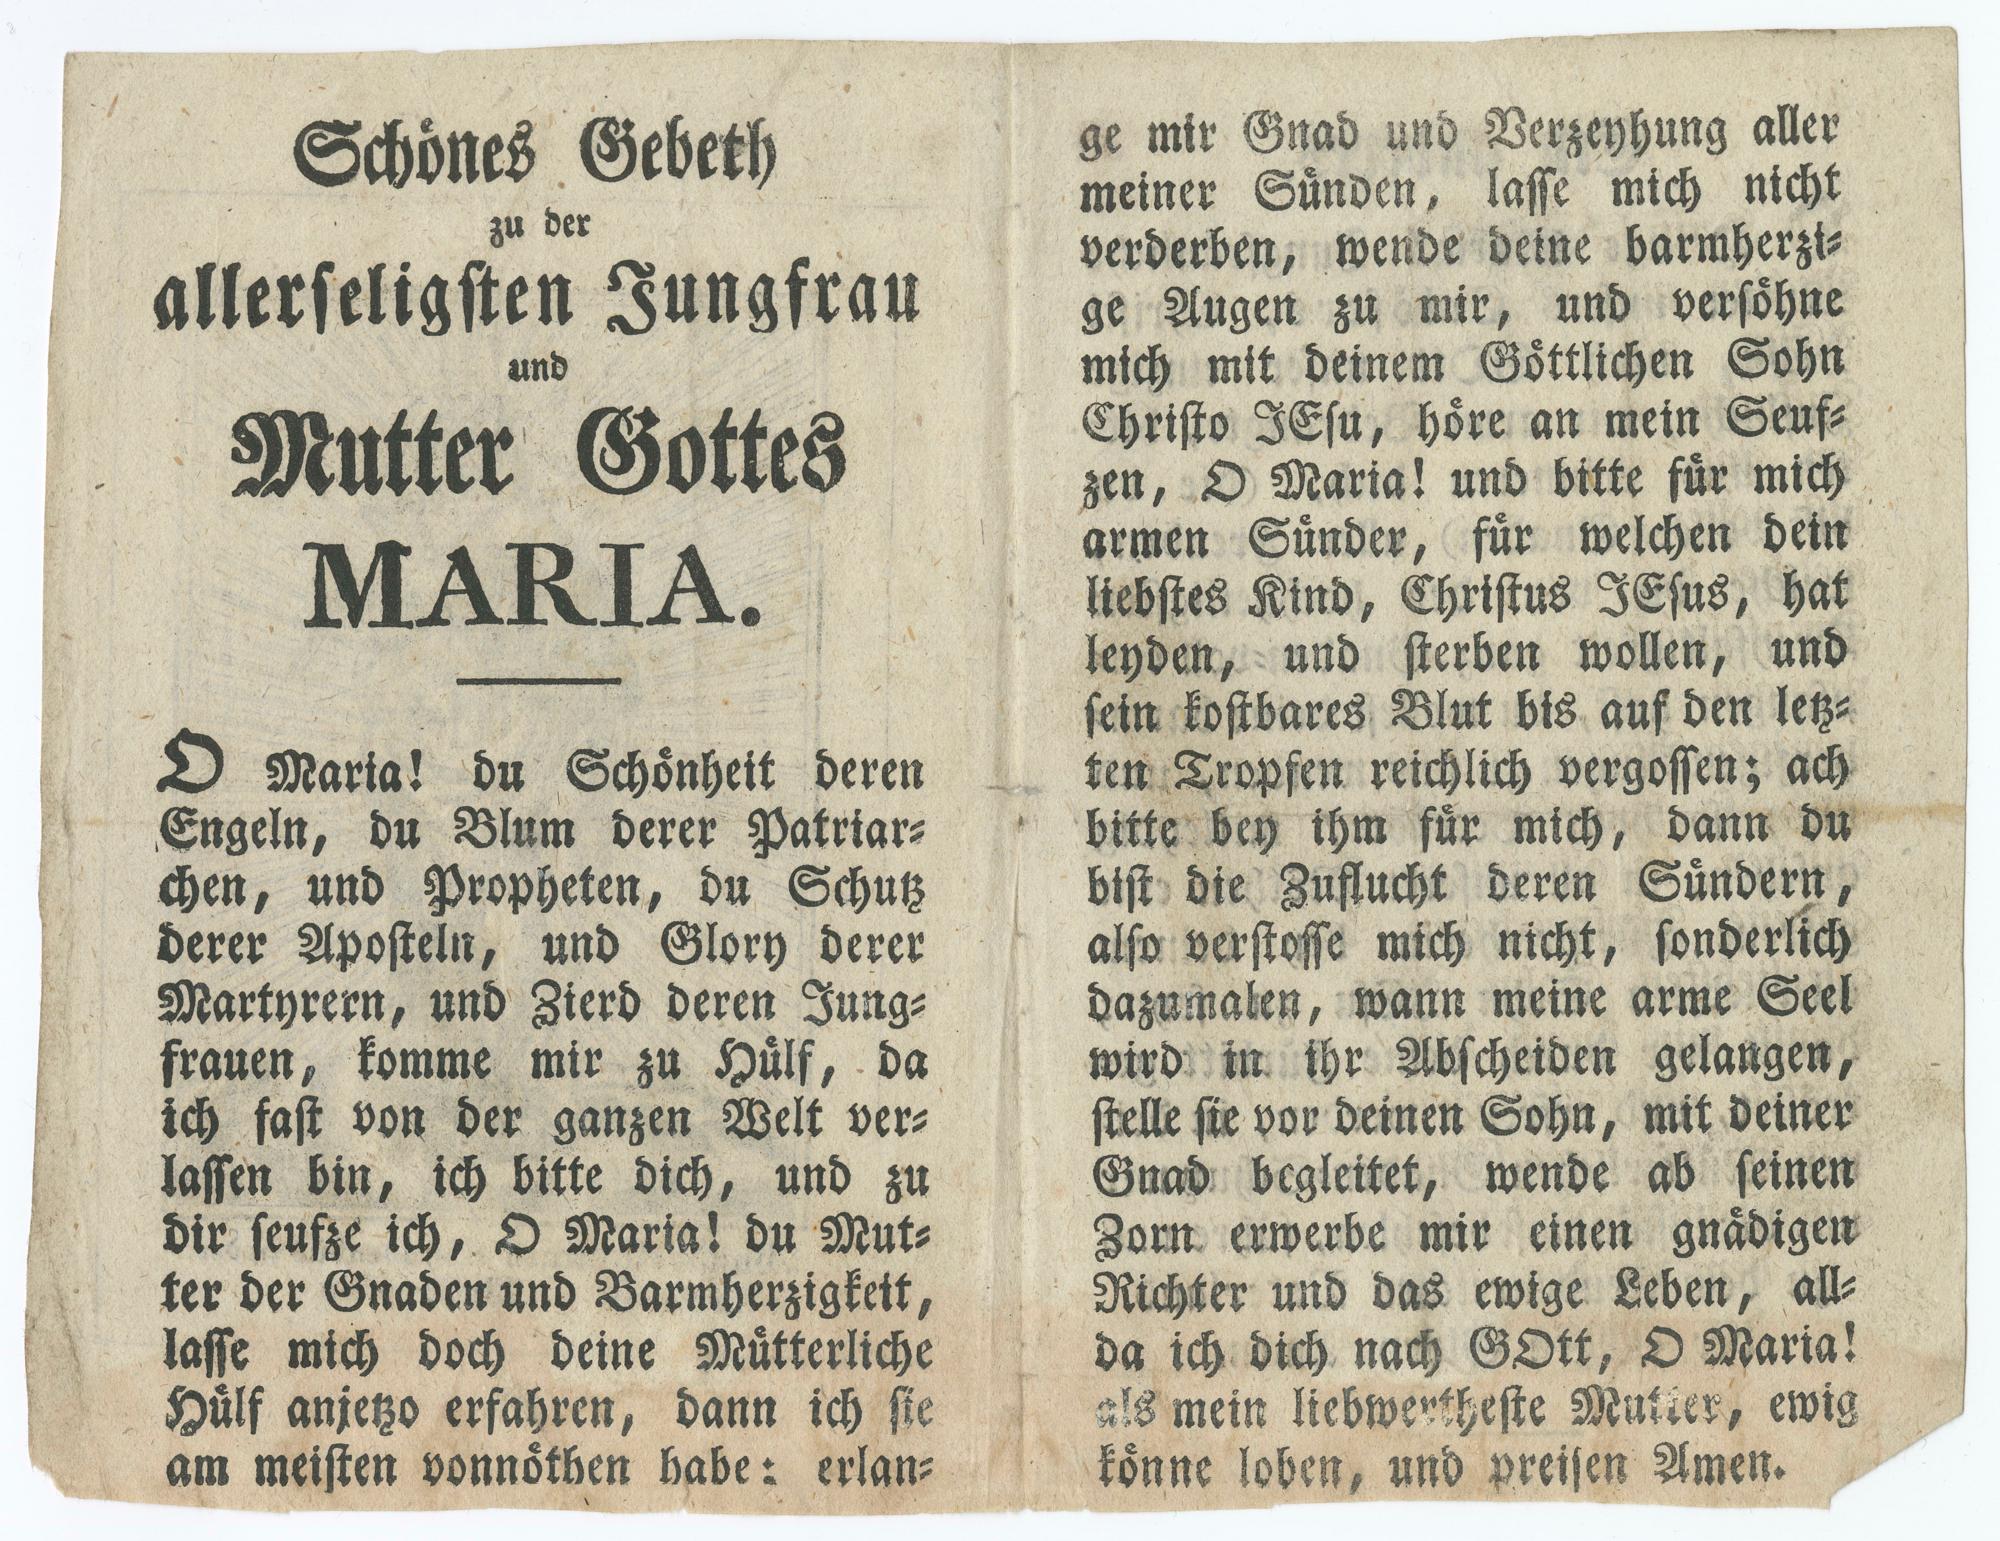 Schönes Gebeth
zu der
allerseligsten Jungfrau
und
Mutter Gottes
MARIA.
O Maria! du Schönheit deren
Engeln, du Blum derer Patriar-
chen, und Propheten, du Schutz
derer Aposteln, und Glory derer
Martyrern, und Zierd deren Jung-
frauen, komme mir zu Hülf, da
ich fast von der ganzen Welt ver-
lassen bin, ich bitte dich, und zu
dir seufze ich, O Maria! du Mut-
ter der Gnaden und Barmherzigkeit,
lasse mich doch deine Mütterliche
Hülf anjetzo erfahren, dann ich sie
am meisten vonnöthen habe: erlan-
ge mir Gnad und Verzeyhung aller
meiner Sünden, lasse mich nicht
verderben, wende deine barmherzi-
ge Augen zu mir, und versöhne
mich mit deinem Göttlichen Sohn
Christo JEsu, höre an mein Seuf-
zen, O Maria! und bitte für mich
armen Sünder, für welchen dein
liebstes Kind, Christus JEsus, hat
leyden, und sterben wollen, und
sein kostbares Blut bis auf den letz-
ten Tropfen reichlich vergossen; ach
bitte bey ihm für mich, dann du
bist die Zuflucht deren Sündern,
also verstosse mich nicht, sonderlich
dazumalen, wann meine arme Seel
wird in ihr Abscheiden gelangen,
stelle sie vor deinen Sohn, mit deiner
Gnad begleitet, wende ab seinen
Zorn erwerbe mir einen gnädigen
Richter und das ewige Leben, all-
da ich dich nach GOtt, O Maria!
als mein liebwertheste Mutter, ewig
könne loben, und preisen Amen.